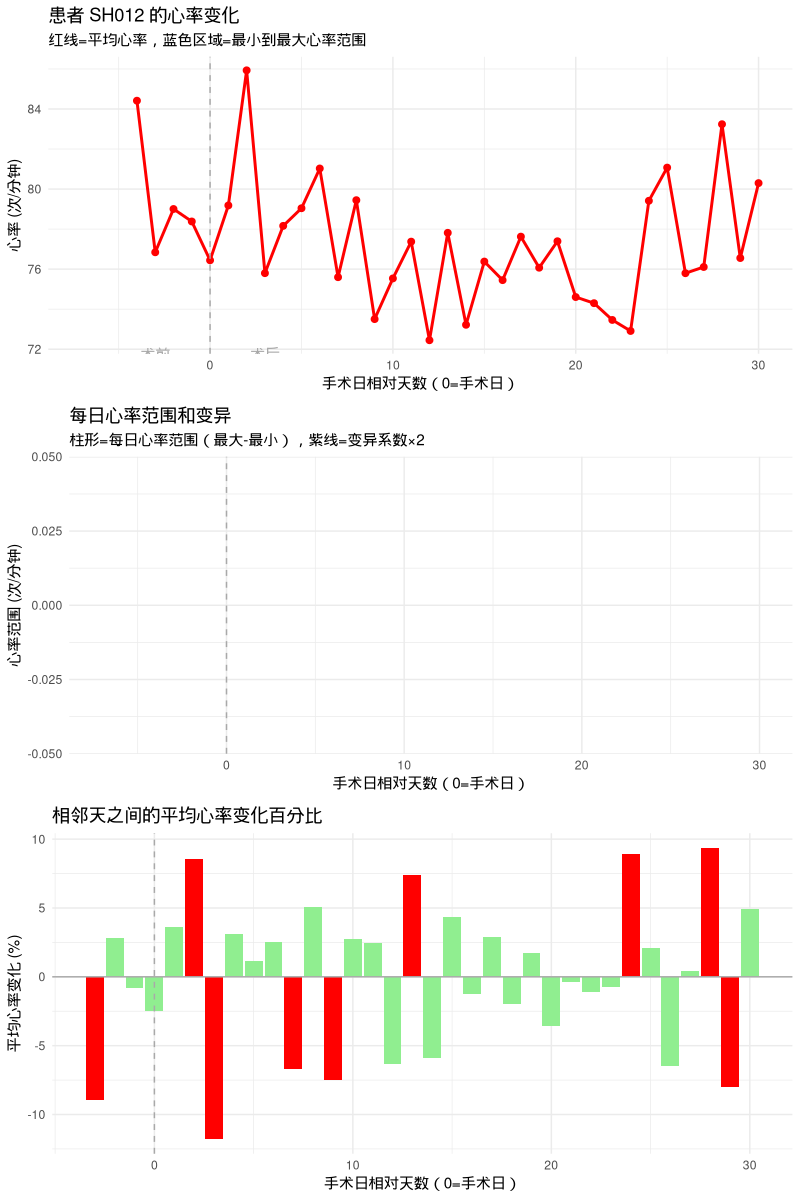 患者 SH012 的心率变化
红线=平均心率，蓝色区域=最小到最大心率范围
84
80
76
72
心率 (次/分钟)
术前 术后
0 10 20 30
手术日相对天数（0=手术日）
每日心率范围和变异
柱形=每日心率范围（最大-最小），紫线=变异系数×2
0.050
0.025
0.000
-0.025
-0.050
心率范围 (次/分钟)
0 10 20 30
手术日相对天数（0=手术日）
相邻天之间的平均心率变化百分比
10
5
0
-5
-10
平均心率变化 (%)
0 10 20 30
手术日相对天数（0=手术日）